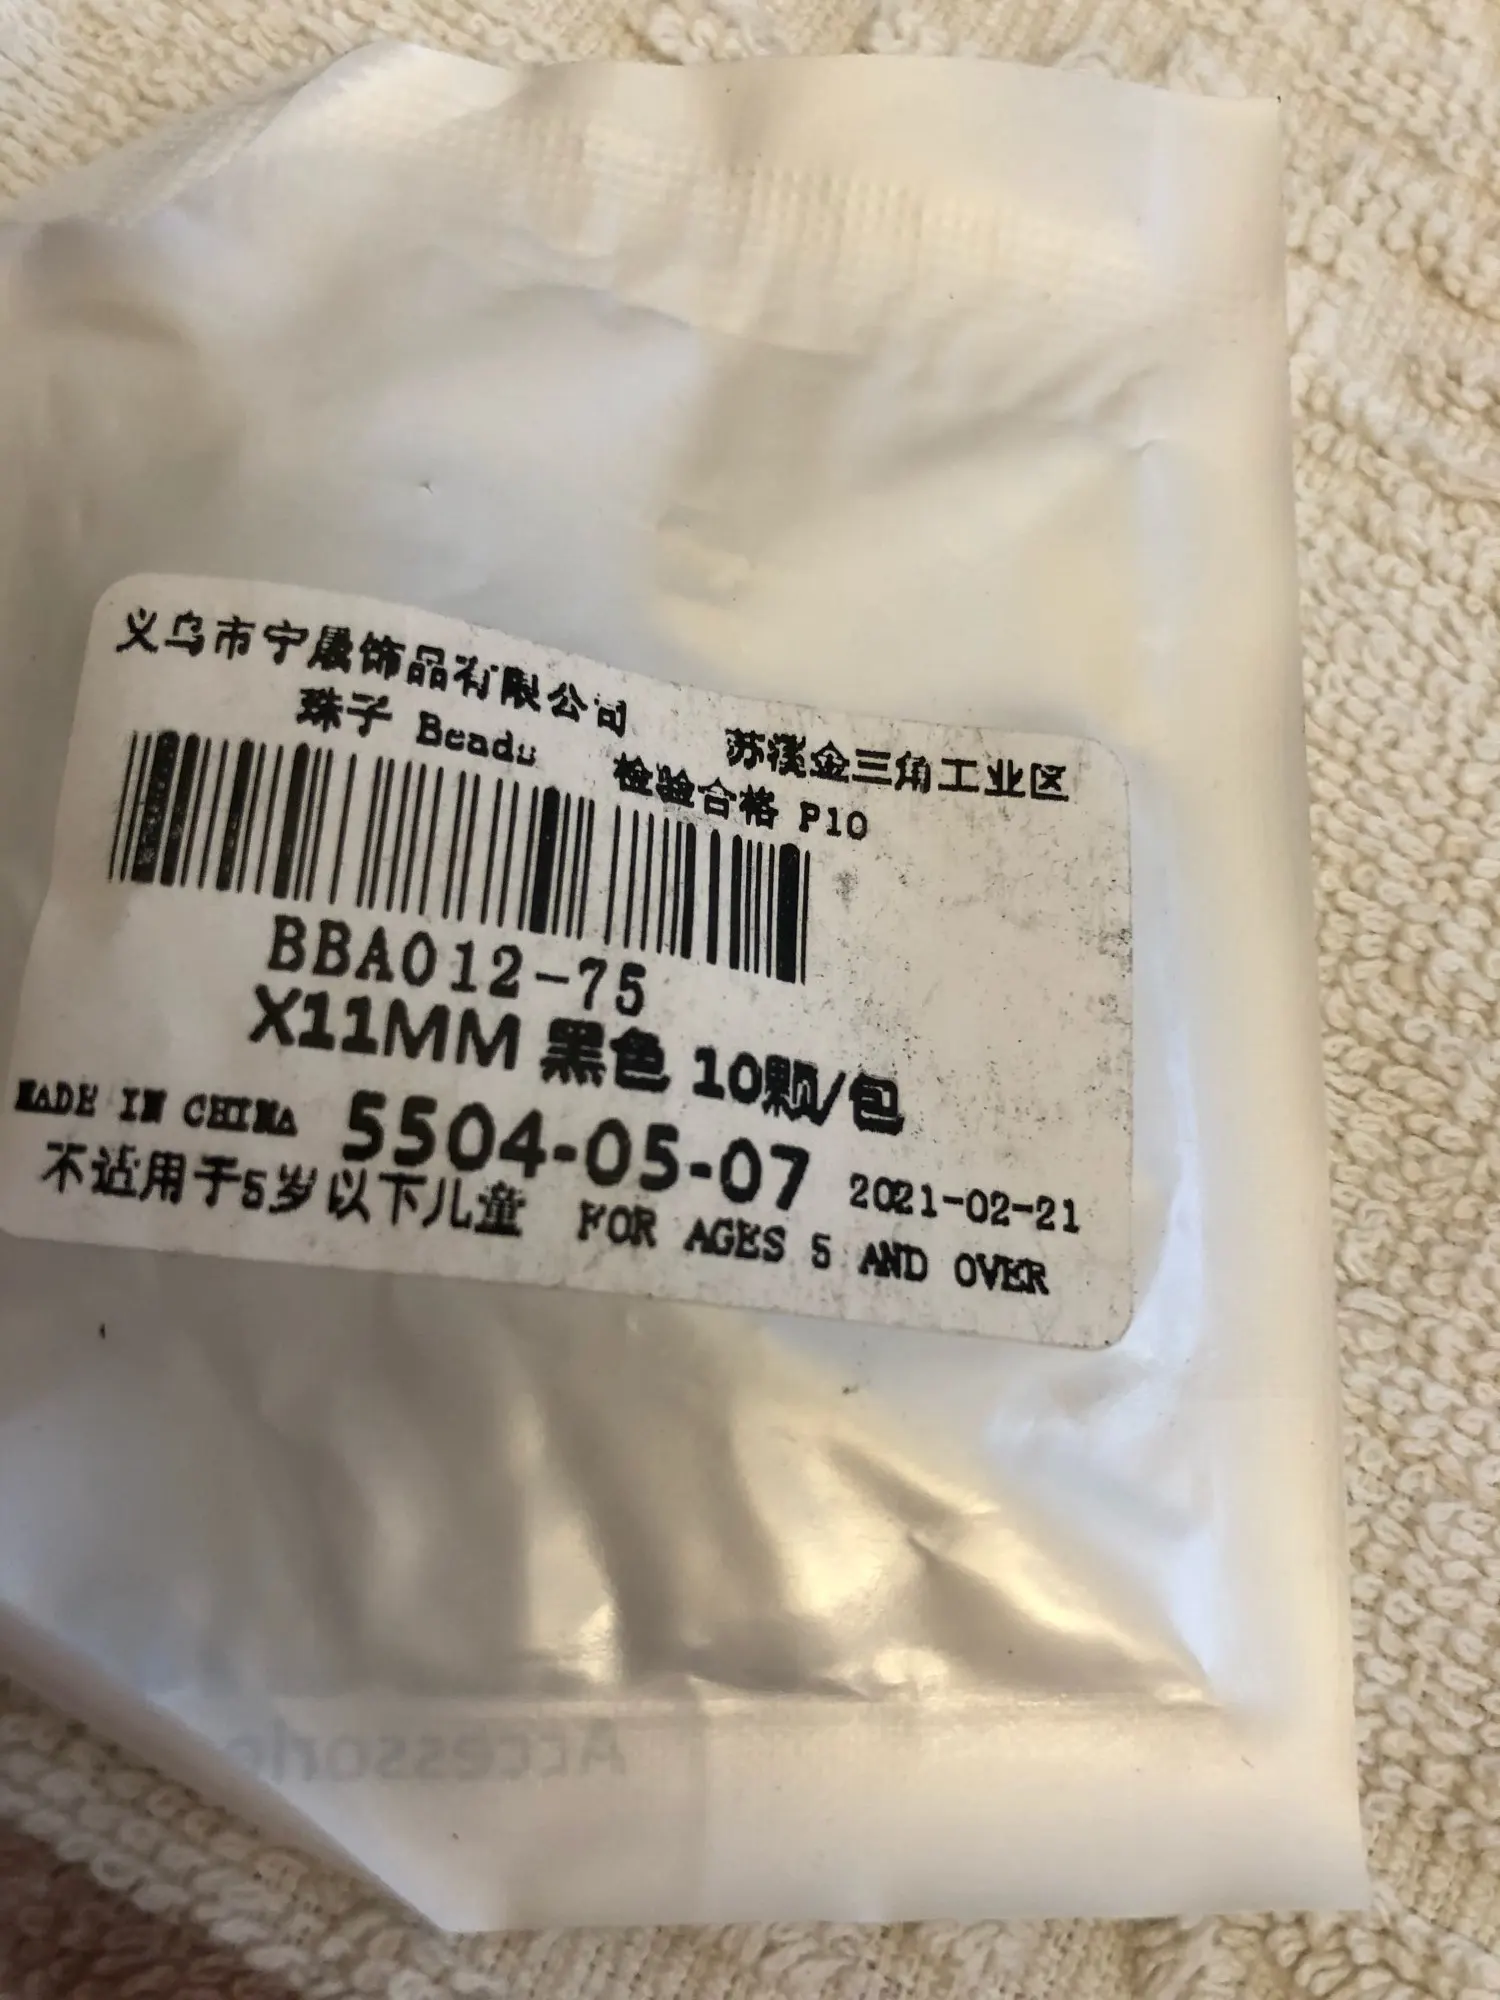 义乌市宁晟饰品有限公司
苏溪金三角工业区
珠子 Beads
检验合格 P10
BBA012-75
X11MM 黑色 10颗/包
MADE IN CHINA 5504-05-07 2021-02-21
不适用于5岁以下儿童 FOR AGES 5 AND OVER
Accessorie